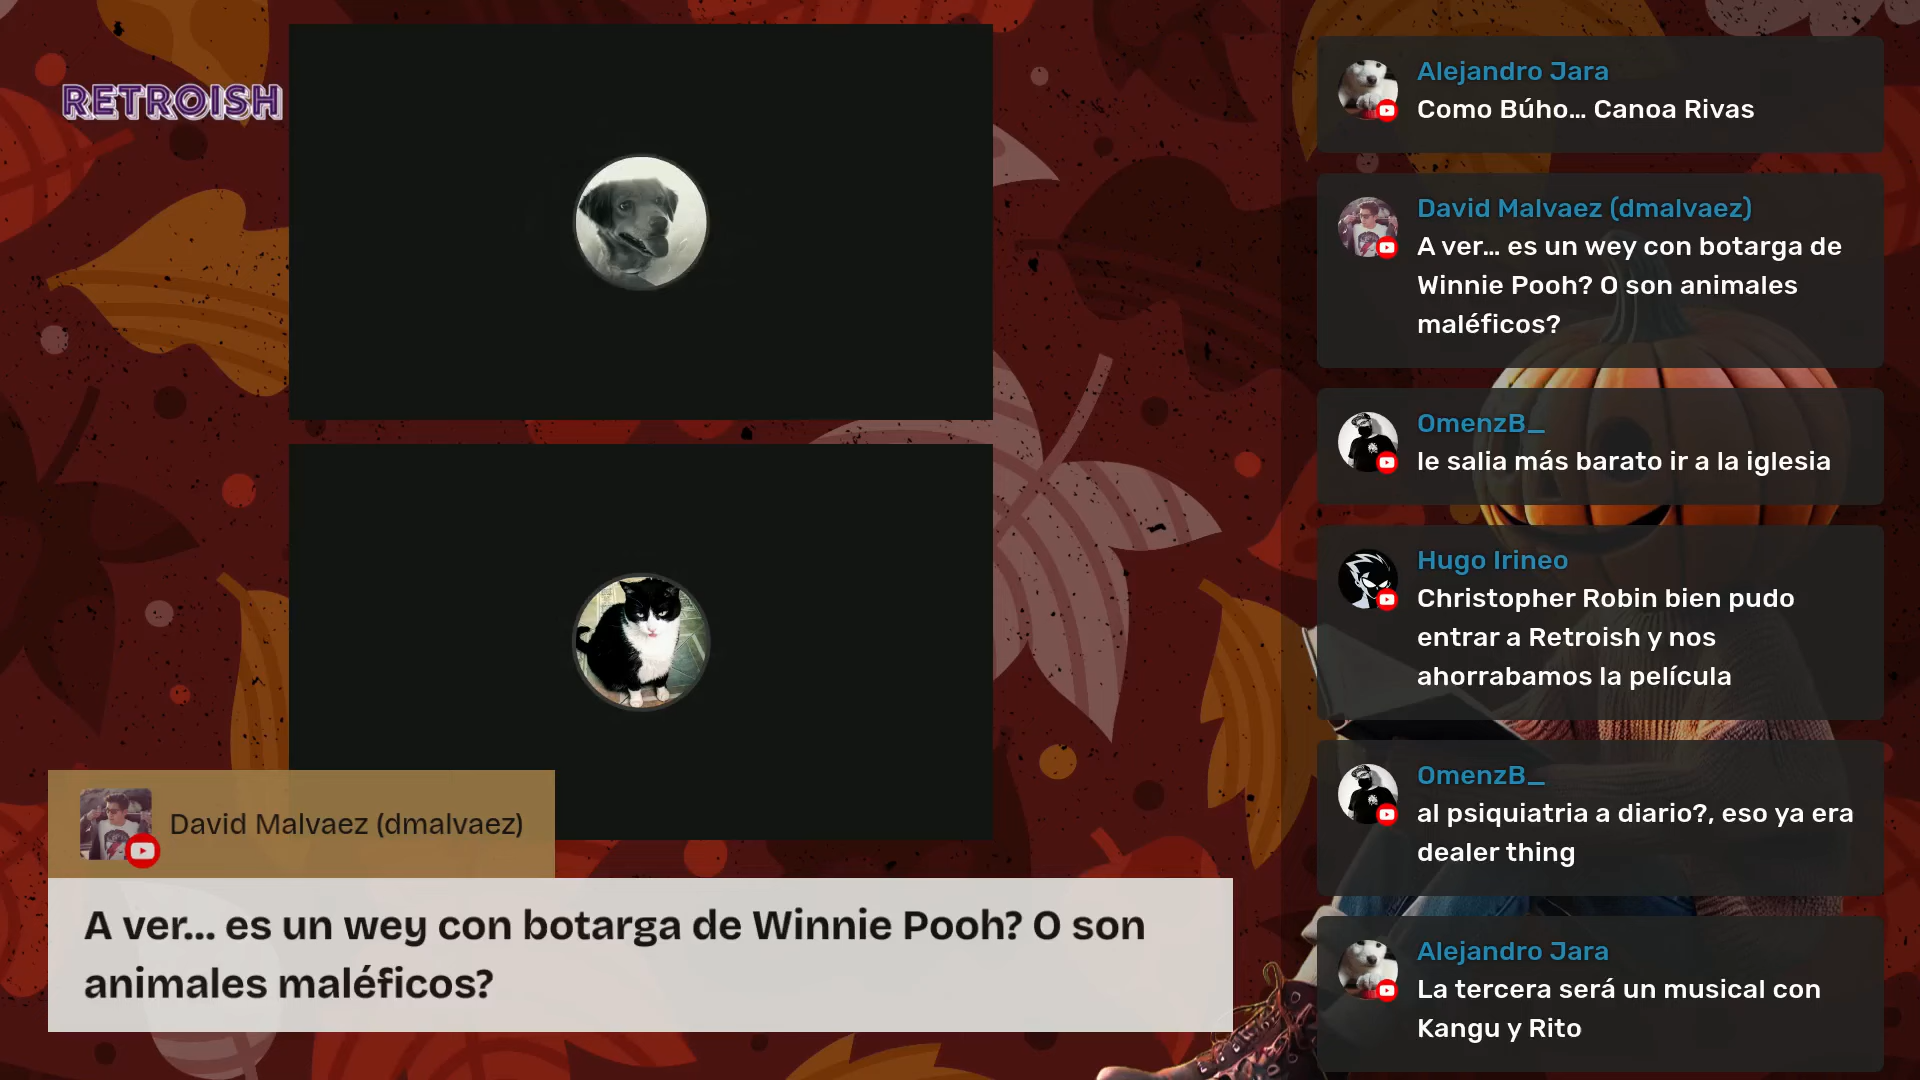 RETROISH
David Malvaez (dmalvaez)
A ver... es un wey con botarga de Winnie Pooh? O son
animales maléficos?
Alejandro Jara
Como Búho... Canoa Rivas
David Malvaez (dmalvaez)
A ver... es un wey con botarga de
Winnie Pooh? O son animales
maléficos?
OmenzB_
le salia más barato ir a la iglesia
Hugo Irineo
Christopher Robin bien pudo
entrar a Retroish y nos
ahorrabamos la película
OmenzB_
al psiquiatria a diario?, eso ya era
dealer thing
Alejandro Jara
La tercera será un musical con
Kangu y Rito